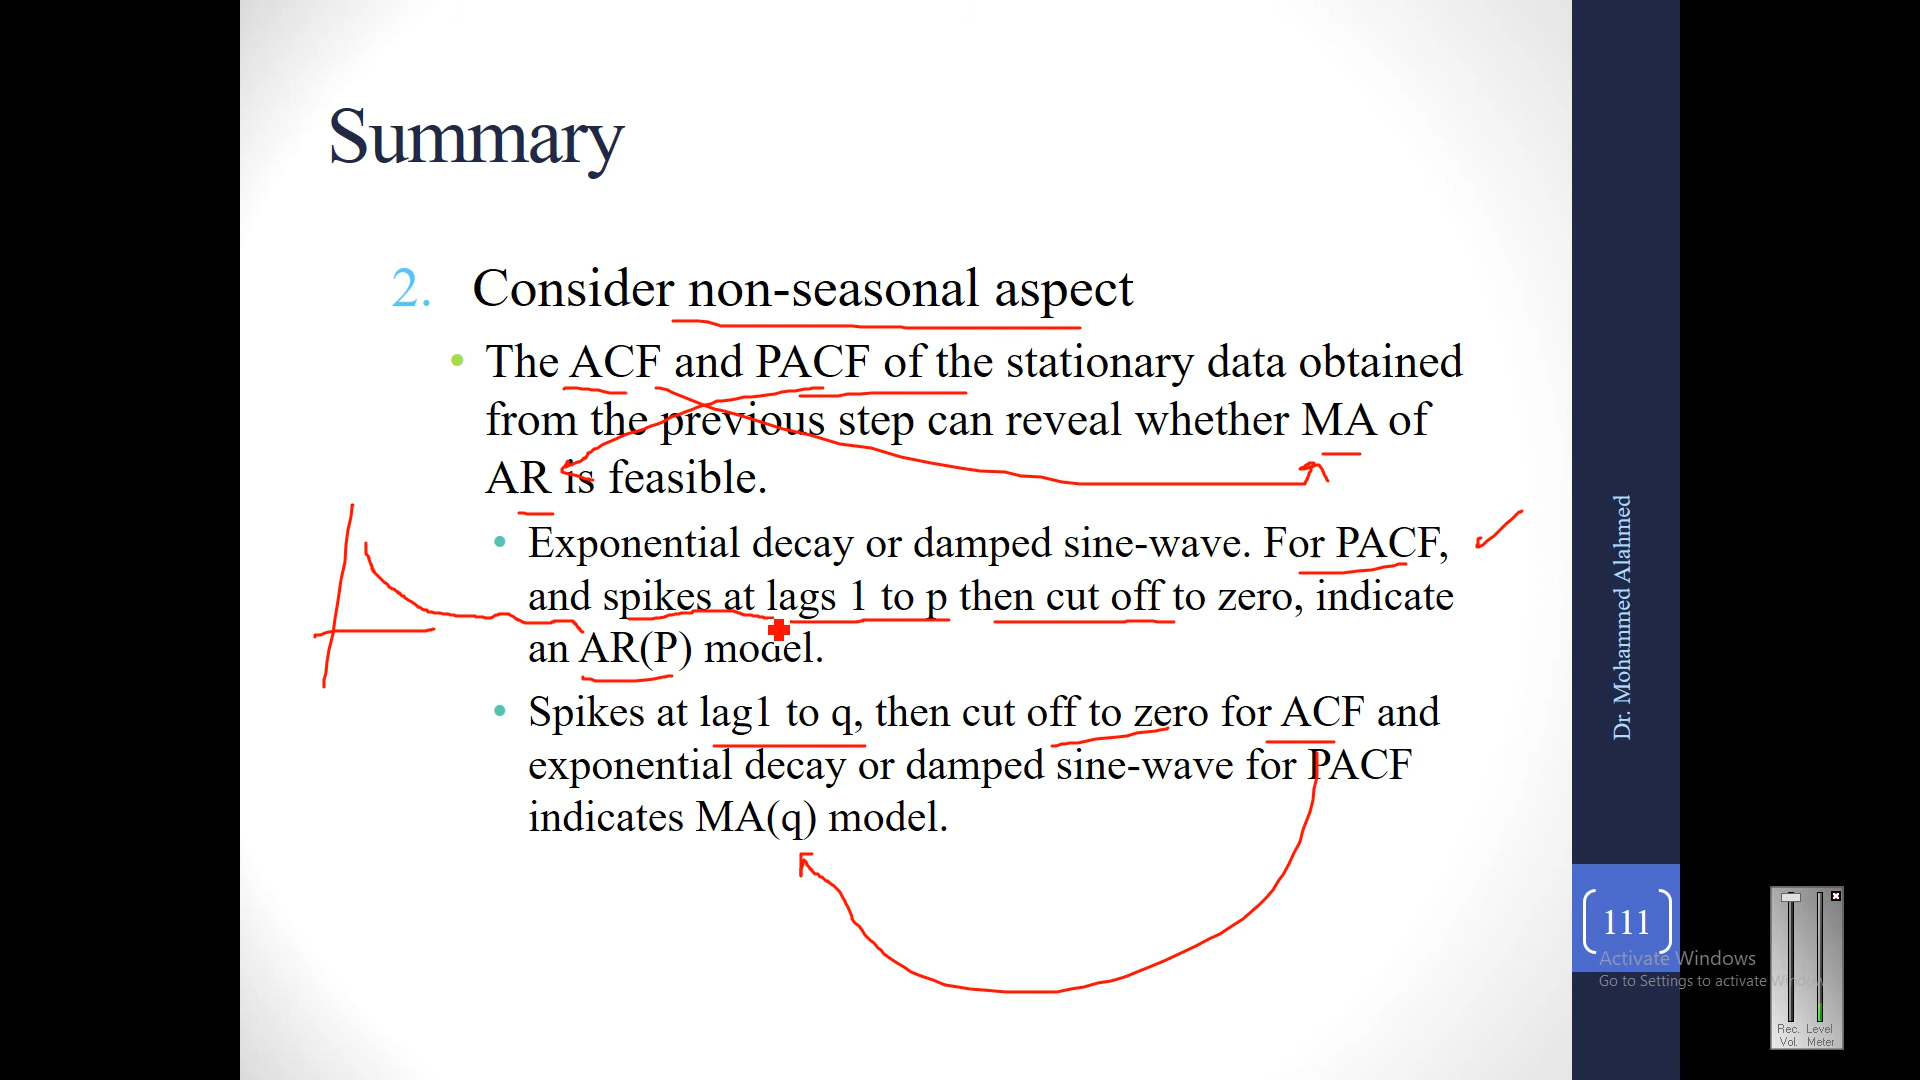 Summary
2. Consider non-seasonal aspect
• The ACF and PACF of the stationary data obtained
from the previous step can reveal whether MA of
AR is feasible.
• Exponential decay or damped sine-wave. For PACF,
and spikes at lags 1 to p then cut off to zero, indicate
an AR(P) model.
• Spikes at lag1 to q, then cut off to zero for ACF and
exponential decay or damped sine-wave for PACF
indicates MA(q) model.
Dr. Mohammed Alahmed
111
Activate Windows
Go to Settings to activate Windows
Rec. Level
Vol. Meter